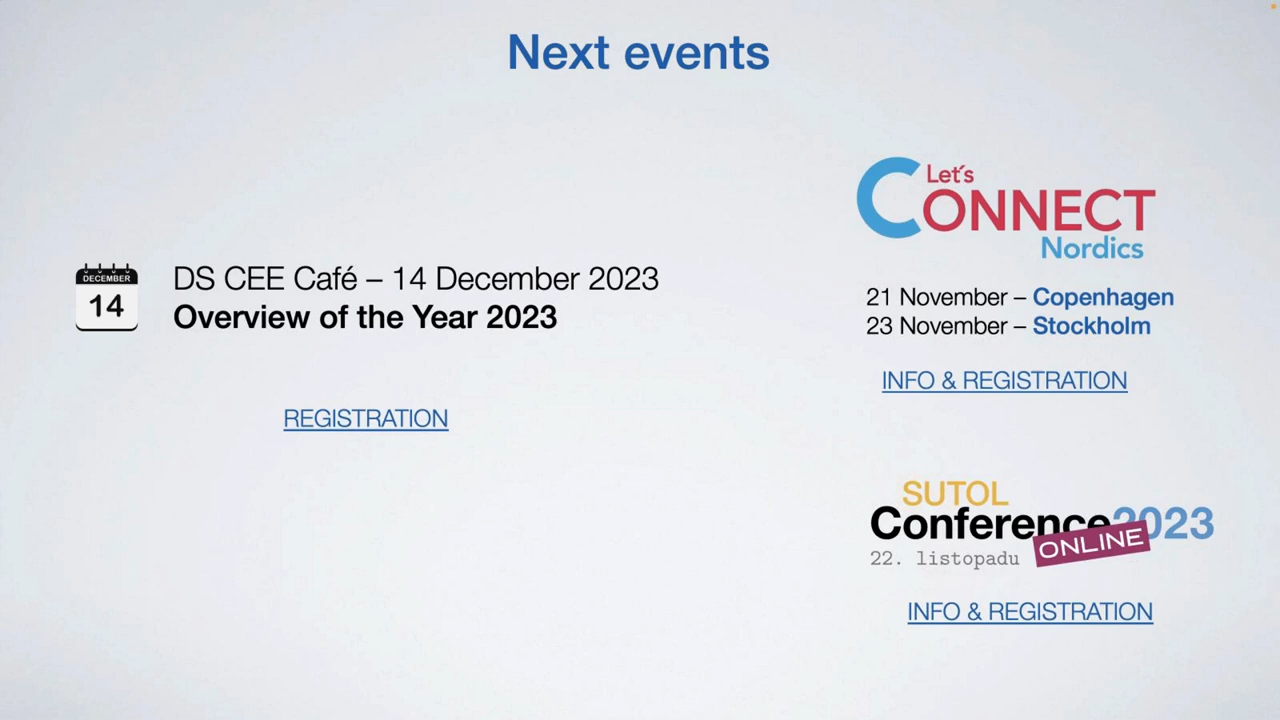 Next events
DECEMBER
14
DS CEE Café – 14 December 2023
Overview of the Year 2023
REGISTRATION
Let´s
CONNECT
Nordics
21 November – Copenhagen
23 November – Stockholm
INFO & REGISTRATION
SUTOL
Conference2023
22. listopadu
ONLINE
INFO & REGISTRATION